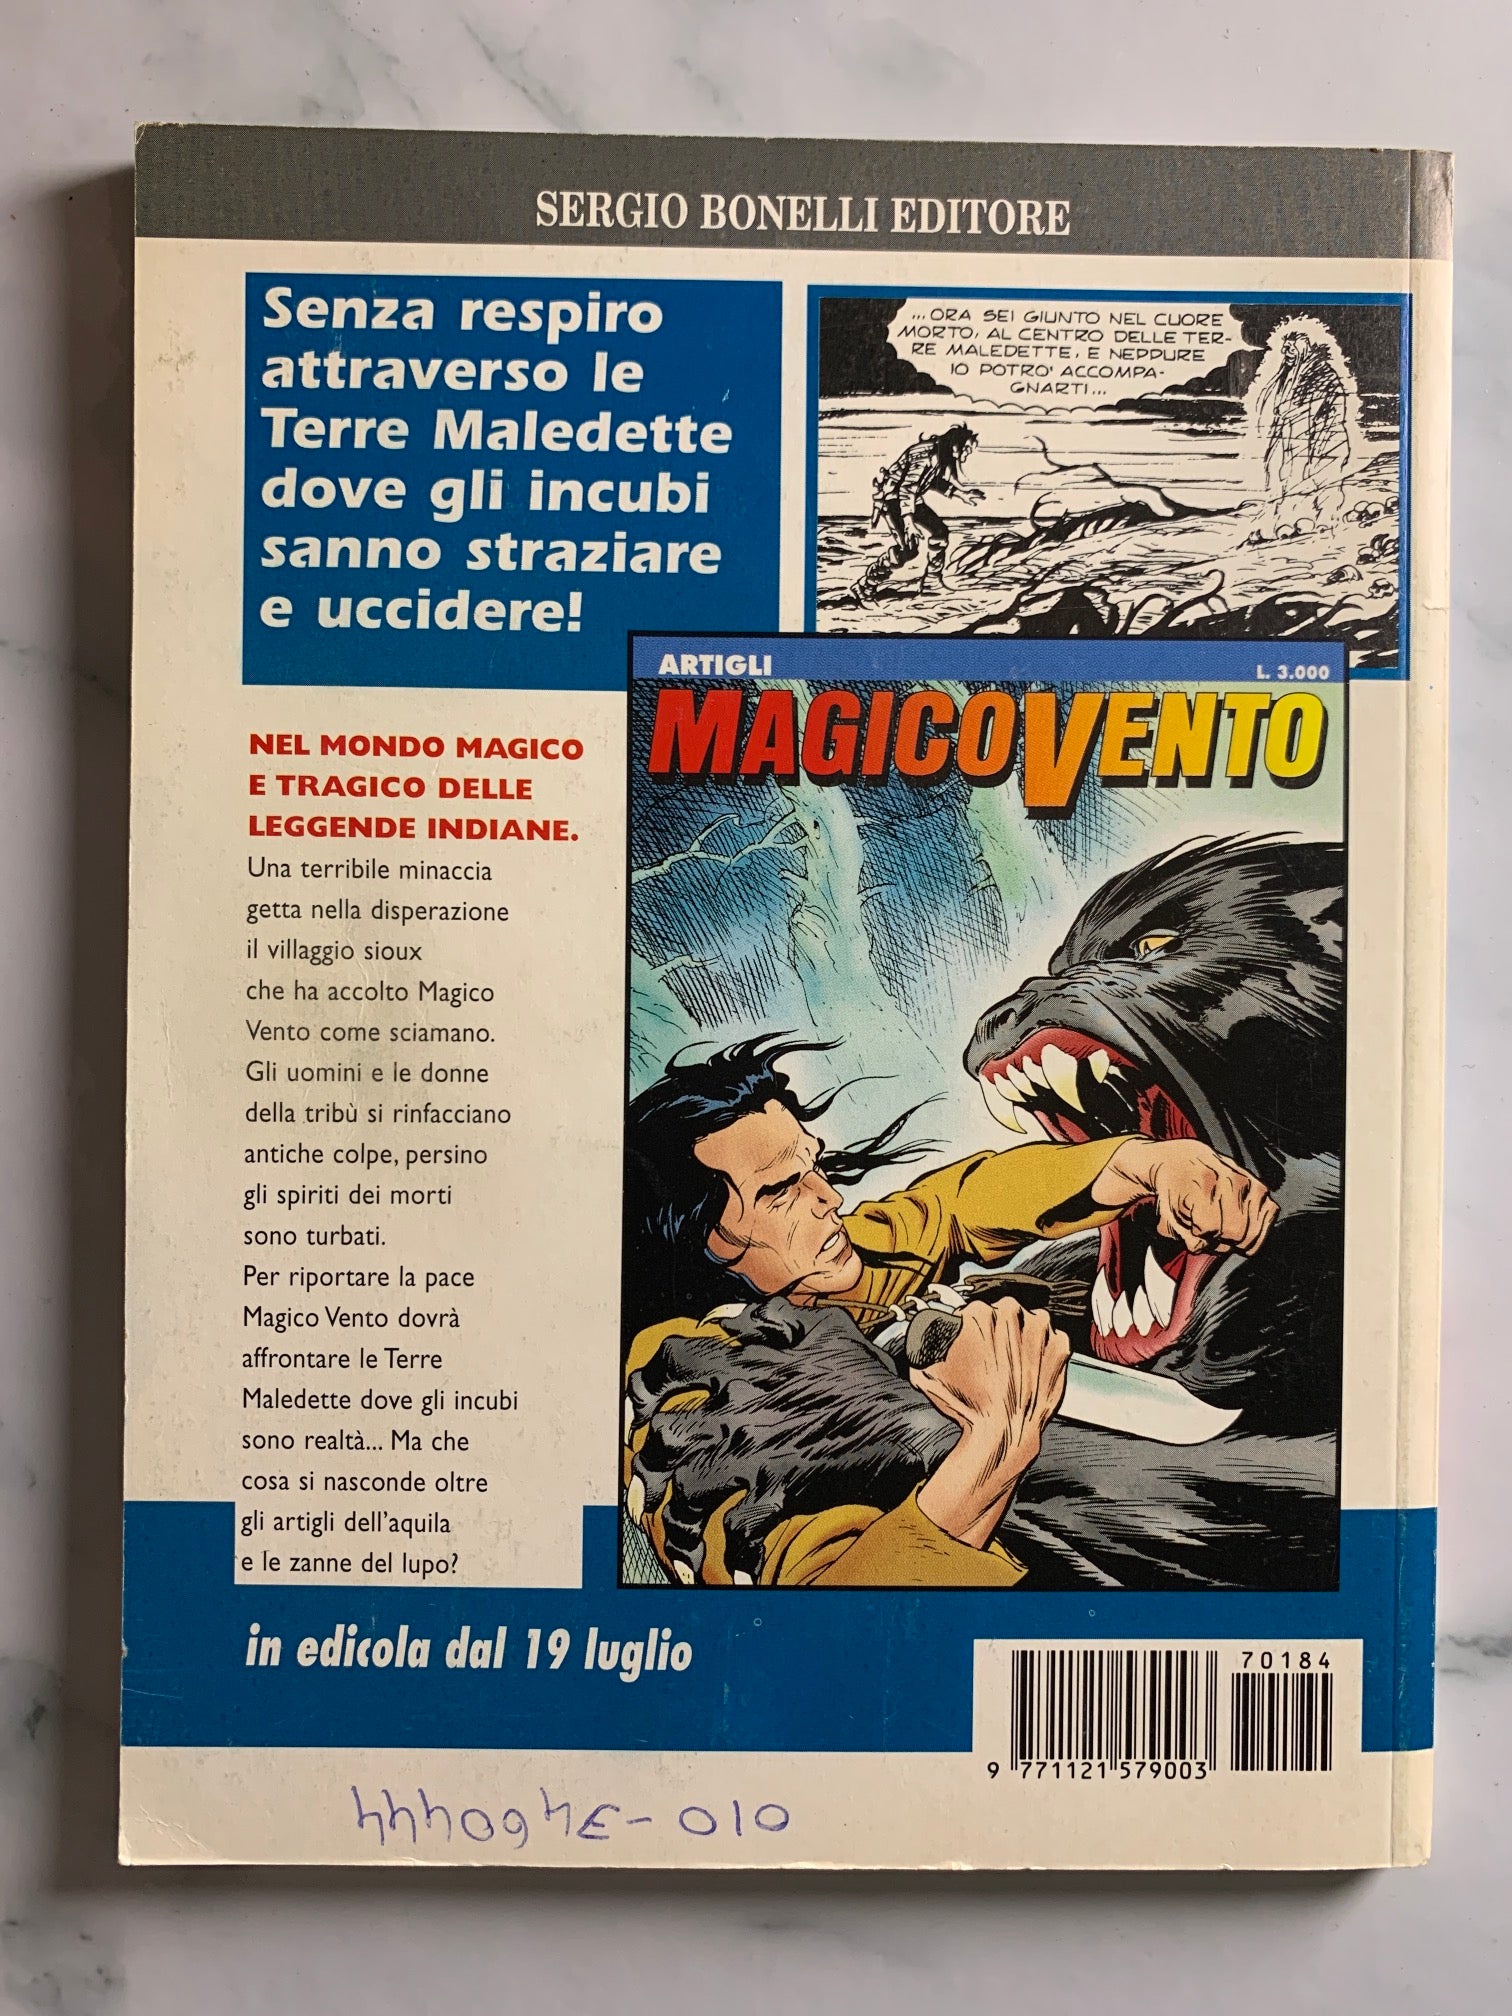 SERGIO BONELLI EDITORE
Senza respiro
attraverso le
Terre Maledette
dove gli incubi
sanno straziare
e uccidere!
...ORA SEI GIUNTO NEL CUORE
MORTO, AL CENTRO DELLE TER-
RE MALEDETTE, E NEPPURE
IO POTRO' ACCOMPA-
GNARTI...
NEL MONDO MAGICO
E TRAGICO DELLE
LEGGENDE INDIANE.
Una terribile minaccia
getta nella disperazione
il villaggio sioux
che ha accolto Magico
Vento come sciamano.
Gli uomini e le donne
della tribù si rinfacciano
antiche colpe, persino
gli spiriti dei morti
sono turbati.
Per riportare la pace
Magico Vento dovrà
affrontare le Terre
Maledette dove gli incubi
sono realtà... Ma che
cosa si nasconde oltre
gli artigli dell'aquila
e le zanne del lupo?
ARTIGLI L. 3.000
MAGICO VENTO
in edicola dal 19 luglio
70184
9 771121 579003
010-3460444